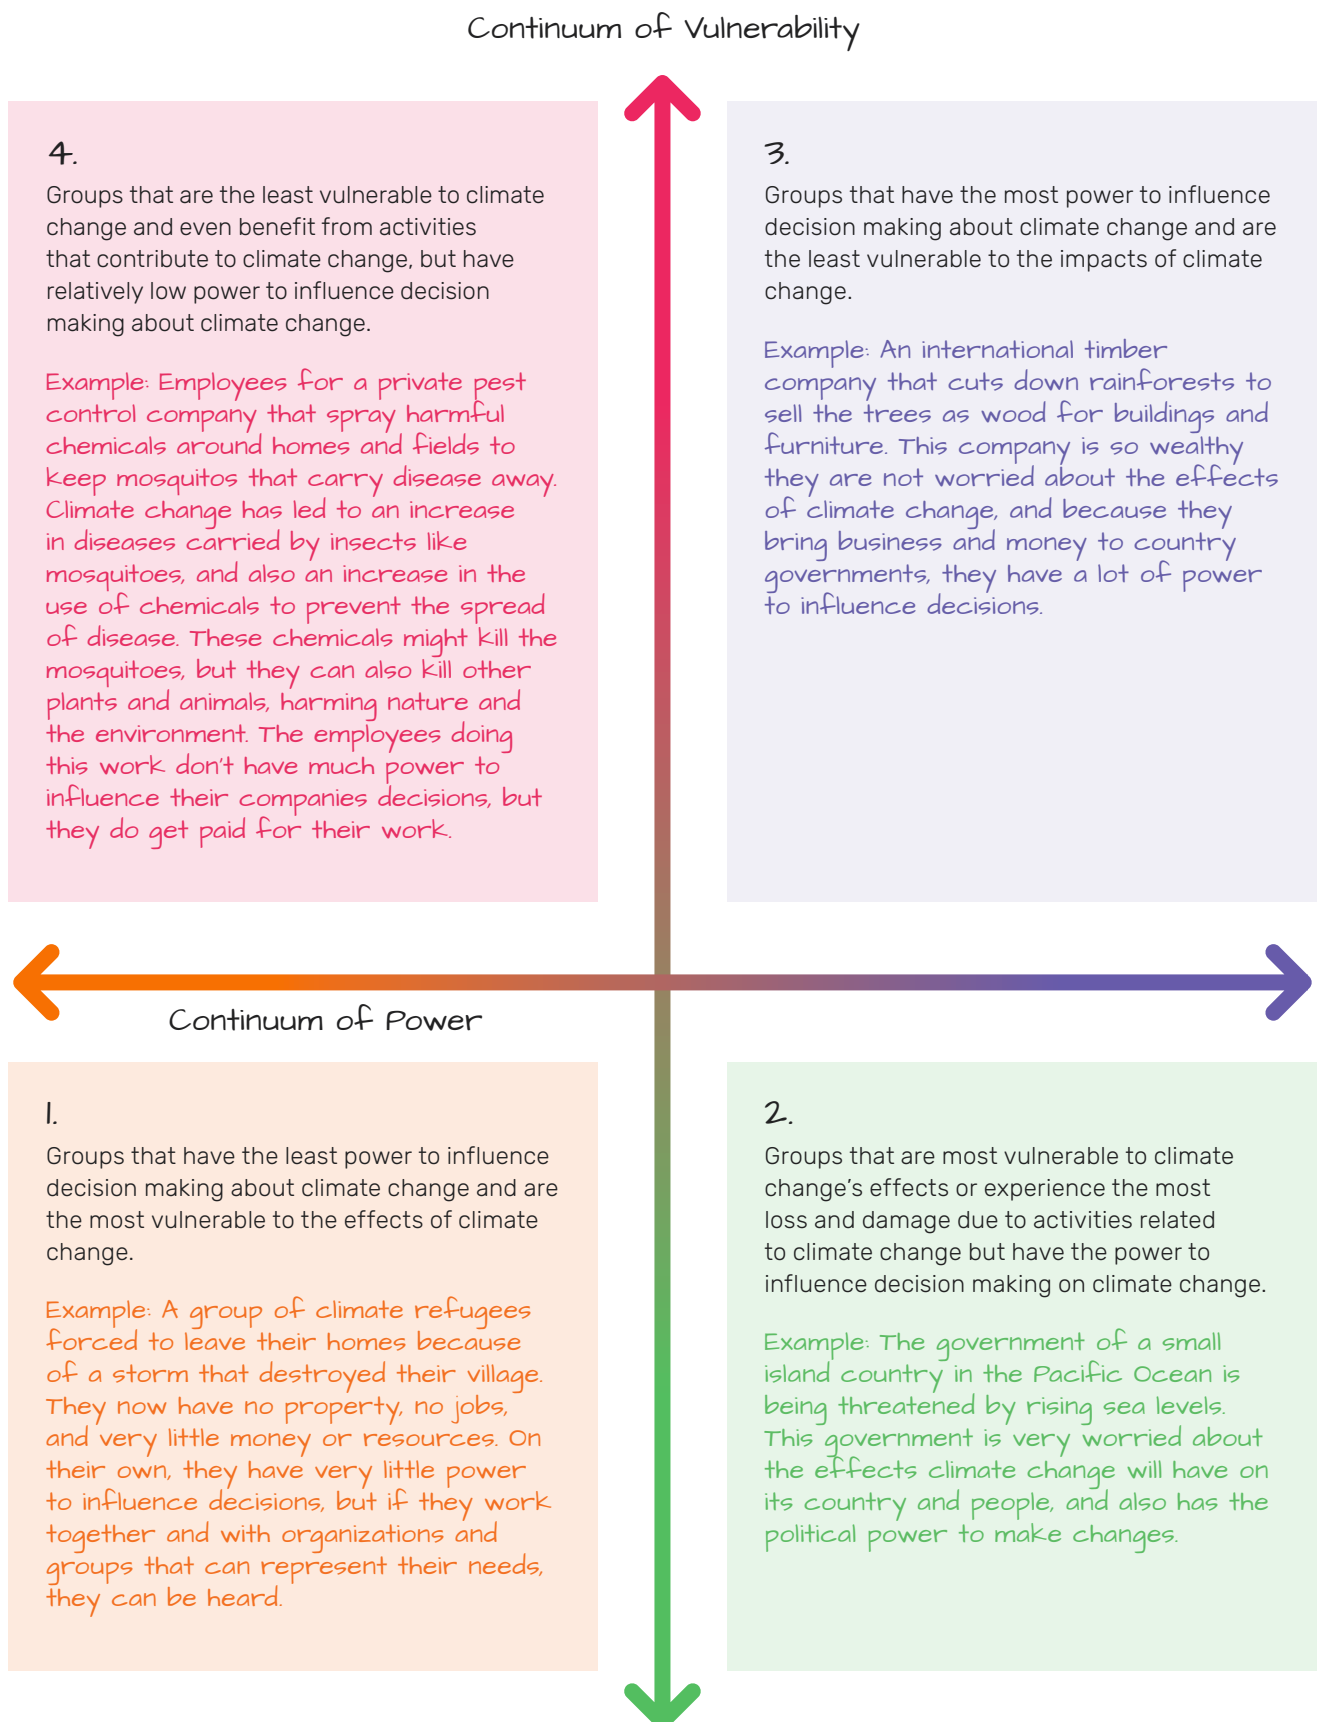 Continuum of Vulnerability
4.
Groups that are the least vulnerable to climate
change and even benefit from activities
that contribute to climate change, but have
relatively low power to influence decision
making about climate change.
Example: Employees for a private pest
control company that spray harmful
chemicals around homes and fields to
keep mosquitos that carry disease away.
Climate change has led to an increase
in diseases carried by insects like
mosquitoes, and also an increase in the
use of chemicals to prevent the spread
of disease. These chemicals might kill the
mosquitoes, but they can also kill other
plants and animals, harming nature and
the environment. The employees doing
this work don't have much power to
influence their companies decisions, but
they do get paid for their work.
3.
Groups that have the most power to influence
decision making about climate change and are
the least vulnerable to the impacts of climate
change.
Example: An international timber
company that cuts down rainforests to
sell the trees as wood for buildings and
furniture. This company is so wealthy
they are not worried about the effects
of climate change, and because they
bring business and money to country
governments, they have a lot of power
to influence decisions.
Continuum of Power
1.
Groups that have the least power to influence
decision making about climate change and are
the most vulnerable to the effects of climate
change.
Example: A group of climate refugees
forced to leave their homes because
of a storm that destroyed their village.
They now have no property, no jobs,
and very little money or resources. On
their own, they have very little power
to influence decisions, but if they work
together and with organizations and
groups that can represent their needs,
they can be heard.
2.
Groups that are most vulnerable to climate
change's effects or experience the most
loss and damage due to activities related
to climate change but have the power to
influence decision making on climate change.
Example: The government of a small
island country in the Pacific Ocean is
being threatened by rising sea levels.
This government is very worried about
the effects climate change will have on
its country and people, and also has the
political power to make changes.